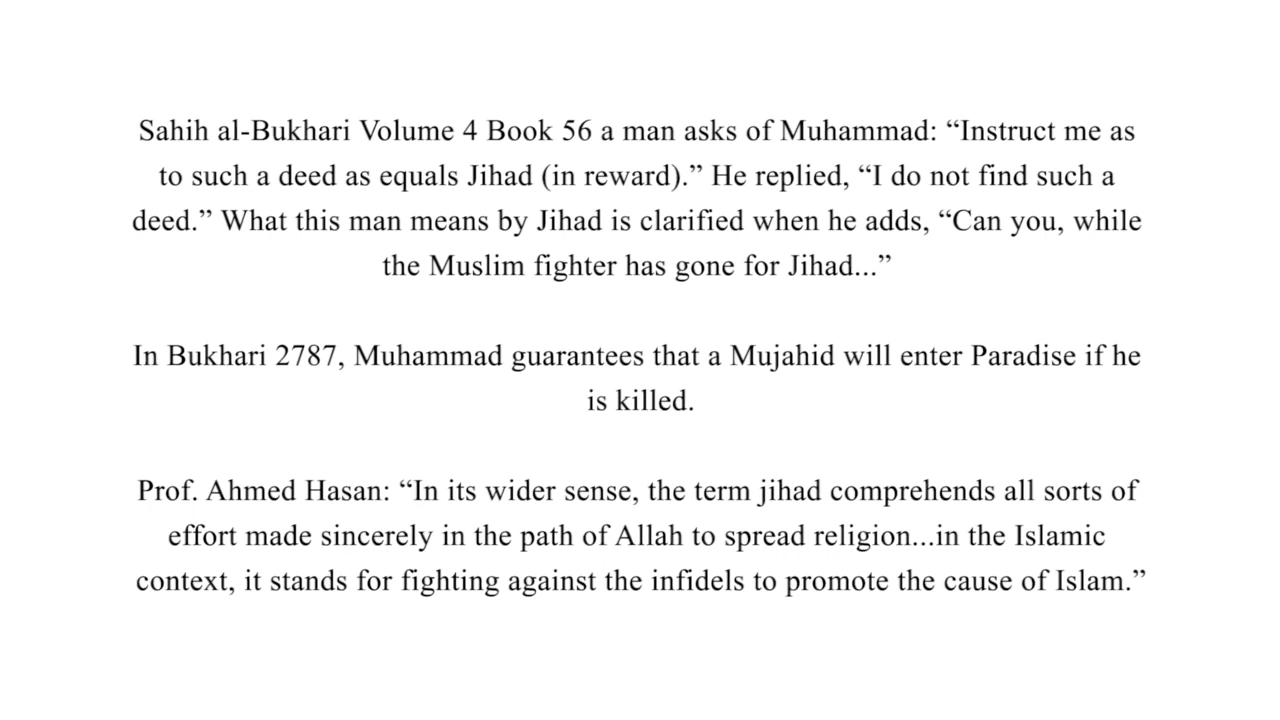 Sahih al-Bukhari Volume 4 Book 56 a man asks of Muhammad: “Instruct me as
to such a deed as equals Jihad (in reward).” He replied, “I do not find such a
deed.” What this man means by Jihad is clarified when he adds, “Can you, while
the Muslim fighter has gone for Jihad...”
In Bukhari 2787, Muhammad guarantees that a Mujahid will enter Paradise if he
is killed.
Prof. Ahmed Hasan: “In its wider sense, the term jihad comprehends all sorts of
effort made sincerely in the path of Allah to spread religion...in the Islamic
context, it stands for fighting against the infidels to promote the cause of Islam.”